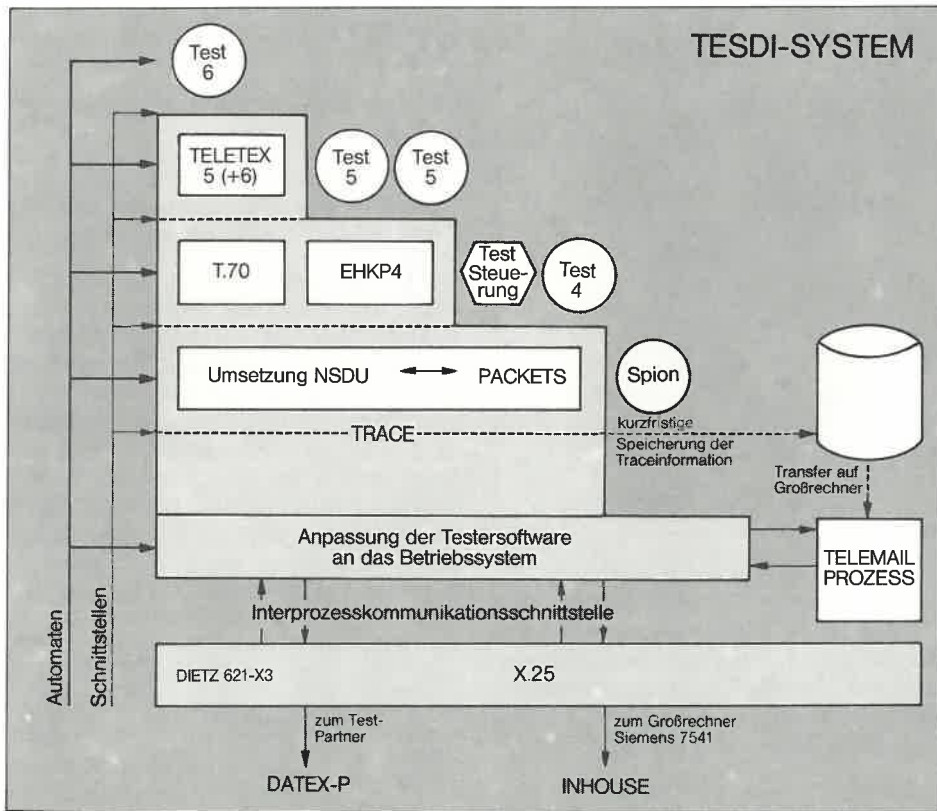 TESDI-SYSTEM
Test
6
TELETEX
5 (+6)
Test
5
Test
5
T.70
EHKP4
Test
Steue-
rung
Test
4
Umsetzung NSDU
PACKETS
Spion
kurzfristige
Speicherung der
Traceinformation
TRACE
Transfer auf
Großrechner
Anpassung der Testersoftware
an das Betriebssystem
TELEMAIL
PROZESS
Interprozesskommunikationsschnittstelle
Automaten
Schnittstellen
DIETZ 621-X3
X.25
zum Test-
Partner
zum Großrechner
Siemens 7541
DATEX-P
INHOUSE